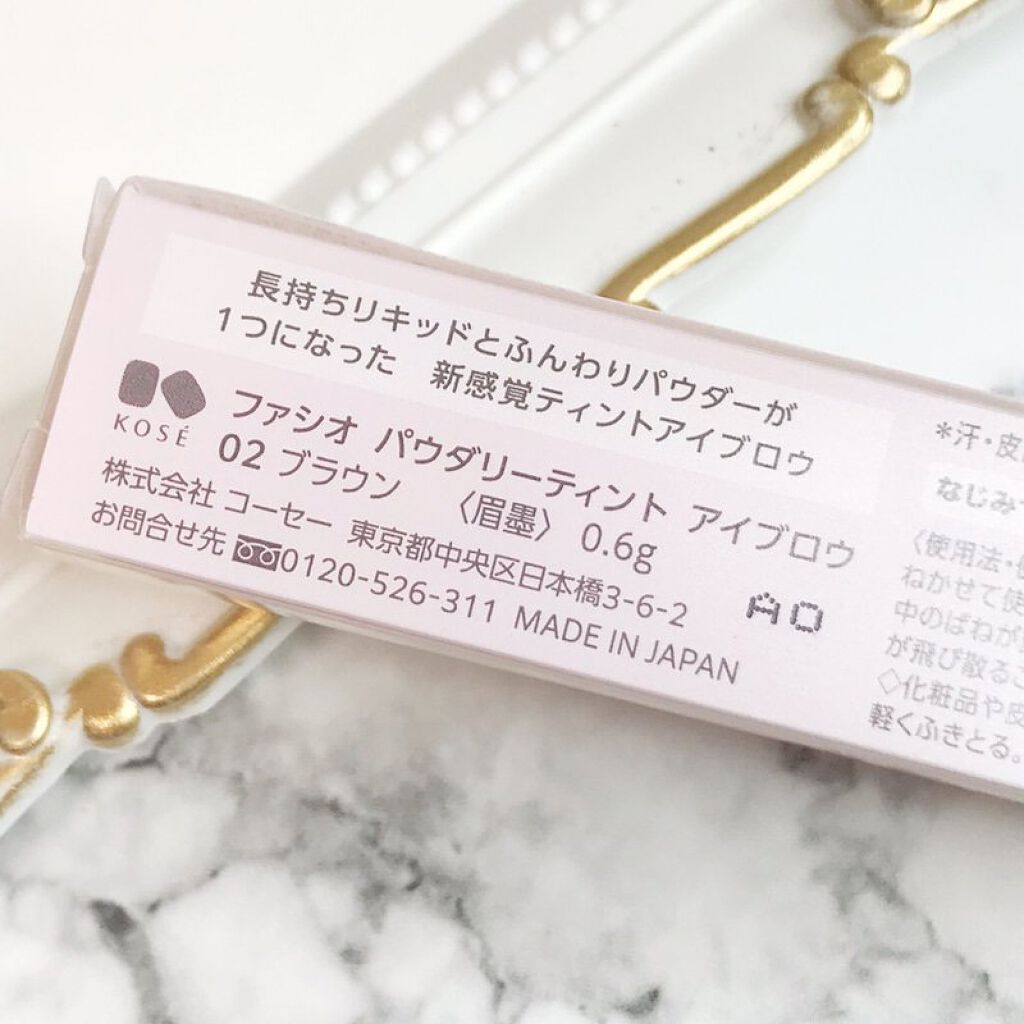 長持ちリキッドとふんわりパウダーが
1つになった 新感覚ティントアイブロウ
KOSÉ
ファシオ パウダリーティント アイブロウ
02 ブラウン 〈眉墨〉 0.6g
株式会社 コーセー 東京都中央区日本橋3-6-2
お問合せ先 0120-526-311 MADE IN JAPAN
AO
*汗・皮
なじみ
〈使用法・使
ねかせて使
中のばねが
が飛び散るこ
◇化粧品や皮
軽くふきとる。